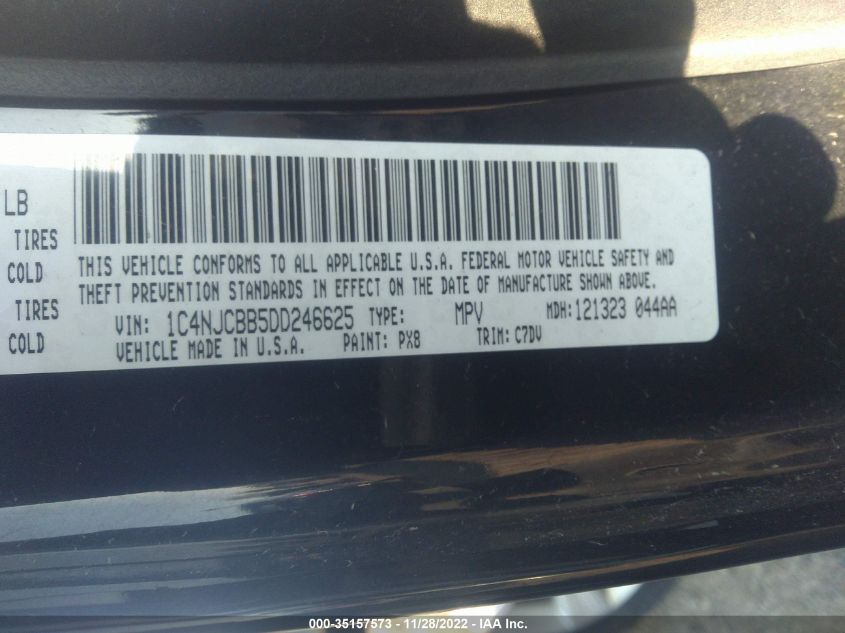 LB
TIRES
COLD
TIRES
COLD
THIS VEHICLE CONFORMS TO ALL APPLICABLE U.S.A. FEDERAL MOTOR VEHICLE SAFETY AND
THEFT PREVENTION STANDARDS IN EFFECT ON THE DATE OF MANUFACTURE SHOWN ABOVE.
VIN: 1C4NJCBB5DD246625 TYPE: MPV MDH:121323 044AA
VEHICLE MADE IN U.S.A. PAINT: PX8 TRIM: C7DV
000-35157573 - 11/28/2022 - IAA Inc.